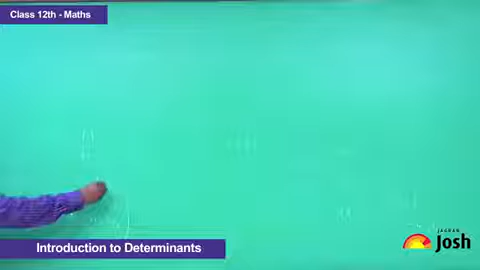 Class 12th - Maths
Introduction to Determinants
JAGRAN
Josh